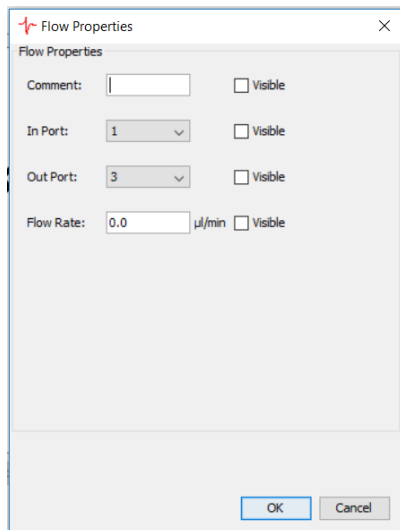 Flow Properties
Flow Properties
Comment: Visible
In Port: 1 Visible
Out Port: 3 Visible
Flow Rate: 0.0 µl/min Visible
OK Cancel